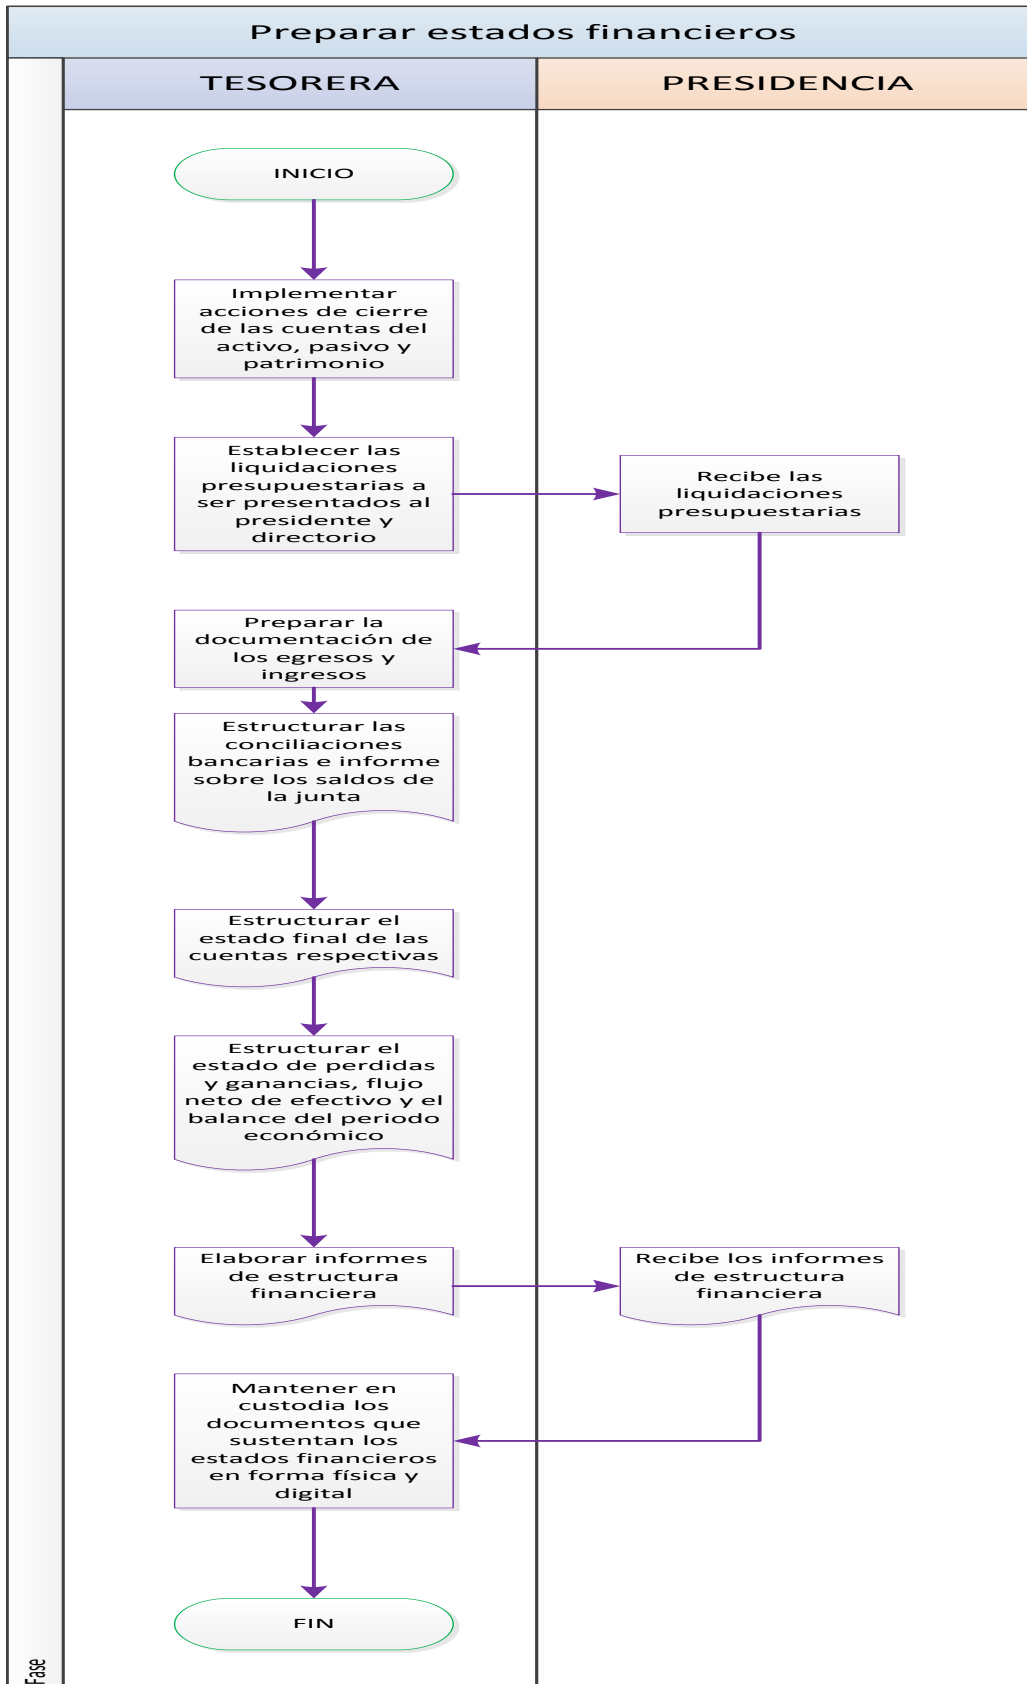 Preparar estados financieros
TESORERA
PRESIDENCIA
INICIO
Implementar
acciones de cierre
de las cuentas del
activo, pasivo y
patrimonio
Establecer las
liquidaciones
presupuestarias a
ser presentados al
presidente y
directorio
Recibe las
liquidaciones
presupuestarias
Preparar la
documentación de
los egresos y
ingresos
Estructurar las
conciliaciones
bancarias e informe
sobre los saldos de
la junta
Estructurar el
estado final de las
cuentas respectivas
Estructurar el
estado de perdidas
y ganancias, flujo
neto de efectivo y el
balance del periodo
económico
Elaborar informes
de estructura
financiera
Recibe los informes
de estructura
financiera
Mantener en
custodia los
documentos que
sustentan los
estados financieros
en forma física y
digital
FIN
Fase